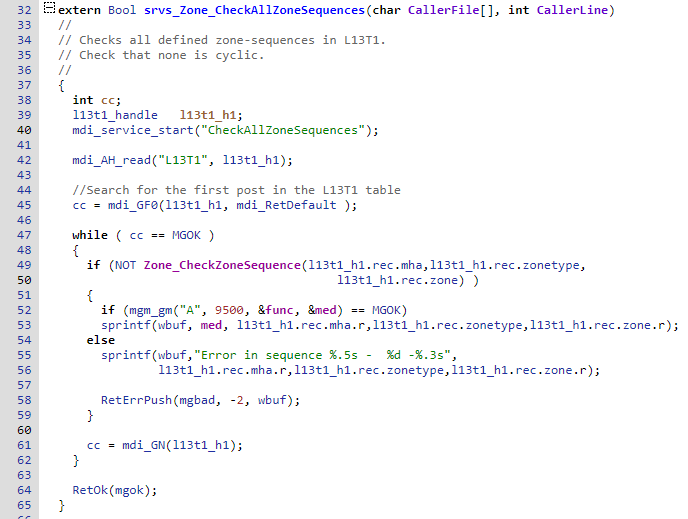 32 extern Bool srvs_Zone_CheckAllZoneSequences(char CallerFile[], int CallerLine)
33 //
34 // Checks all defined zone-sequences in L13T1.
35 // Check that none is cyclic.
36 //
37 {
38   int cc;
39   l13t1_handle   l13t1_h1;
40   mdi_service_start("CheckAllZoneSequences");
41
42   mdi_AH_read("L13T1", l13t1_h1);
43
44   //Search for the first post in the L13T1 table
45   cc = mdi_GF0(l13t1_h1, mdi_RetDefault );
46
47   while ( cc == MGOK )
48   {
49     if (NOT Zone_CheckZoneSequence(l13t1_h1.rec.mha,l13t1_h1.rec.zonetype,
50                                        l13t1_h1.rec.zone) )
51     {
52       if (mgm_gm("A", 9500, &func, &med) == MGOK)
53       sprintf(wbuf, med, l13t1_h1.rec.mha.r,l13t1_h1.rec.zonetype,l13t1_h1.rec.zone.r);
54     else
55       sprintf(wbuf,"Error in sequence %.5s -  %d -%.3s",
56               l13t1_h1.rec.mha.r,l13t1_h1.rec.zonetype,l13t1_h1.rec.zone.r);
57
58       RetErrPush(mgbad, -2, wbuf);
59     }
60
61     cc = mdi_GN(l13t1_h1);
62   }
63
64   RetOk(mgok);
65 }